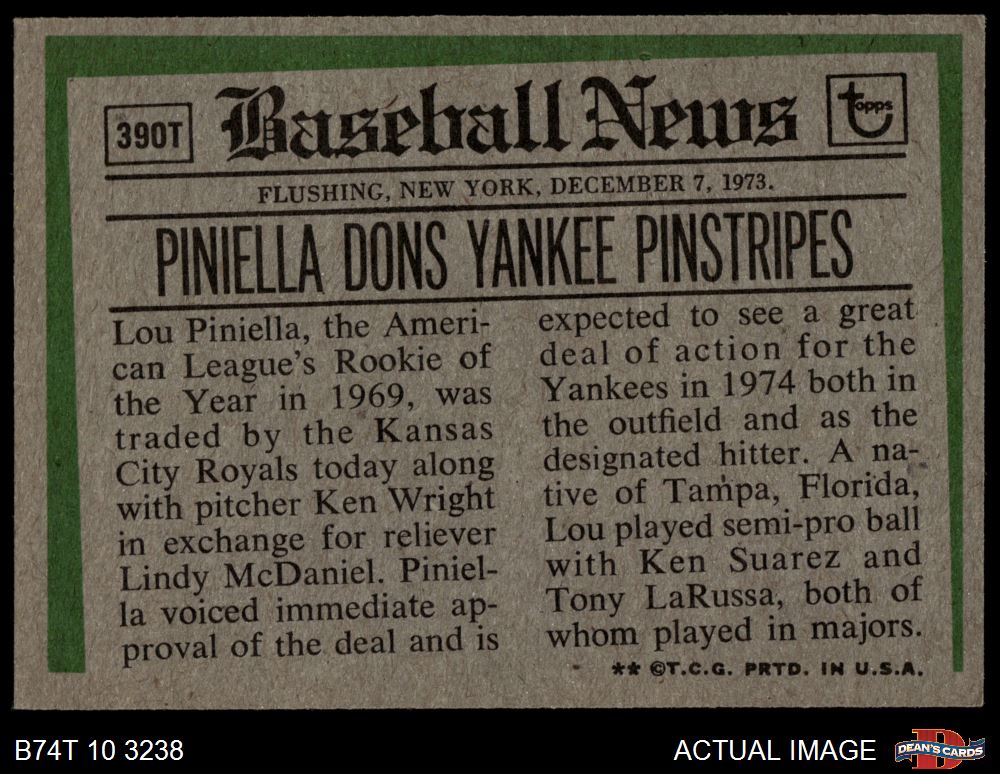 390T
Baseball News
topps
FLUSHING, NEW YORK, DECEMBER 7, 1973.
PINIELLA DONS YANKEE PINSTRIPES
Lou Piniella, the Ameri-
can League's Rookie of
the Year in 1969, was
traded by the Kansas
City Royals today along
with pitcher Ken Wright
in exchange for reliever
Lindy McDaniel. Piniel-
la voiced immediate ap-
proval of the deal and is
expected to see a great
deal of action for the
Yankees in 1974 both in
the outfield and as the
designated hitter. A na-
tive of Tampa, Florida,
Lou played semi-pro ball
with Ken Suarez and
Tony LaRussa, both of
whom played in majors.
** ©T.C.G. PRTD. IN U.S.A.
B74T 10 3238
ACTUAL IMAGE
D
DEAN'S CARDS